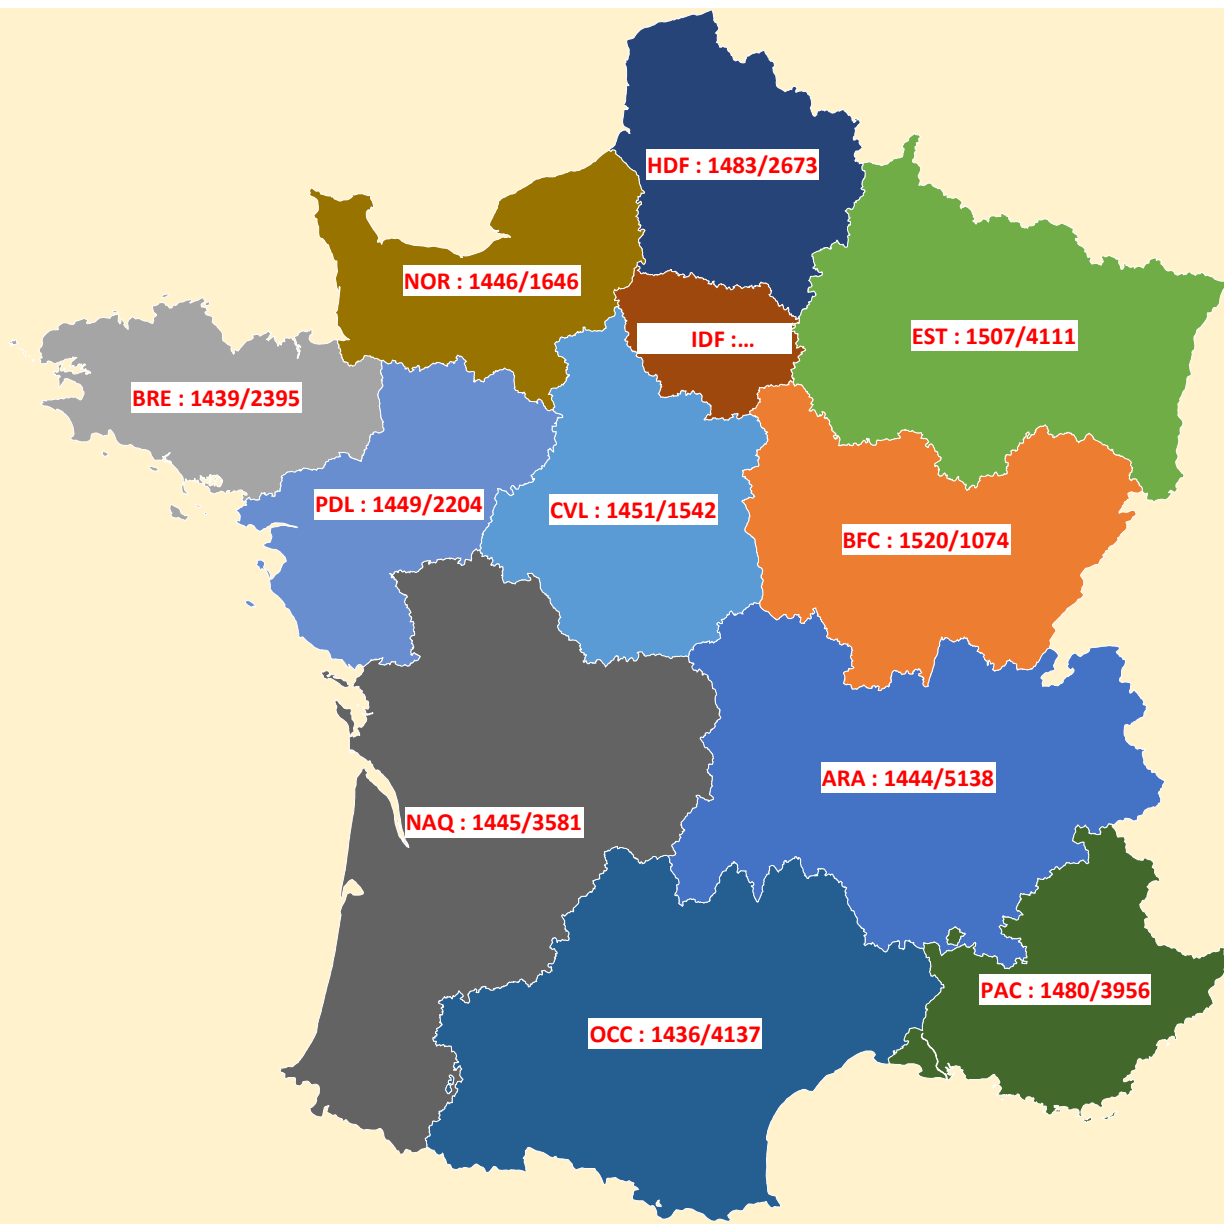 HDF : 1483/2673
NOR : 1446/1646
IDF :...
EST : 1507/4111
BRE : 1439/2395
PDL : 1449/2204
CVL : 1451/1542
BFC : 1520/1074
ARA : 1444/5138
NAQ : 1445/3581
PAC : 1480/3956
OCC : 1436/4137